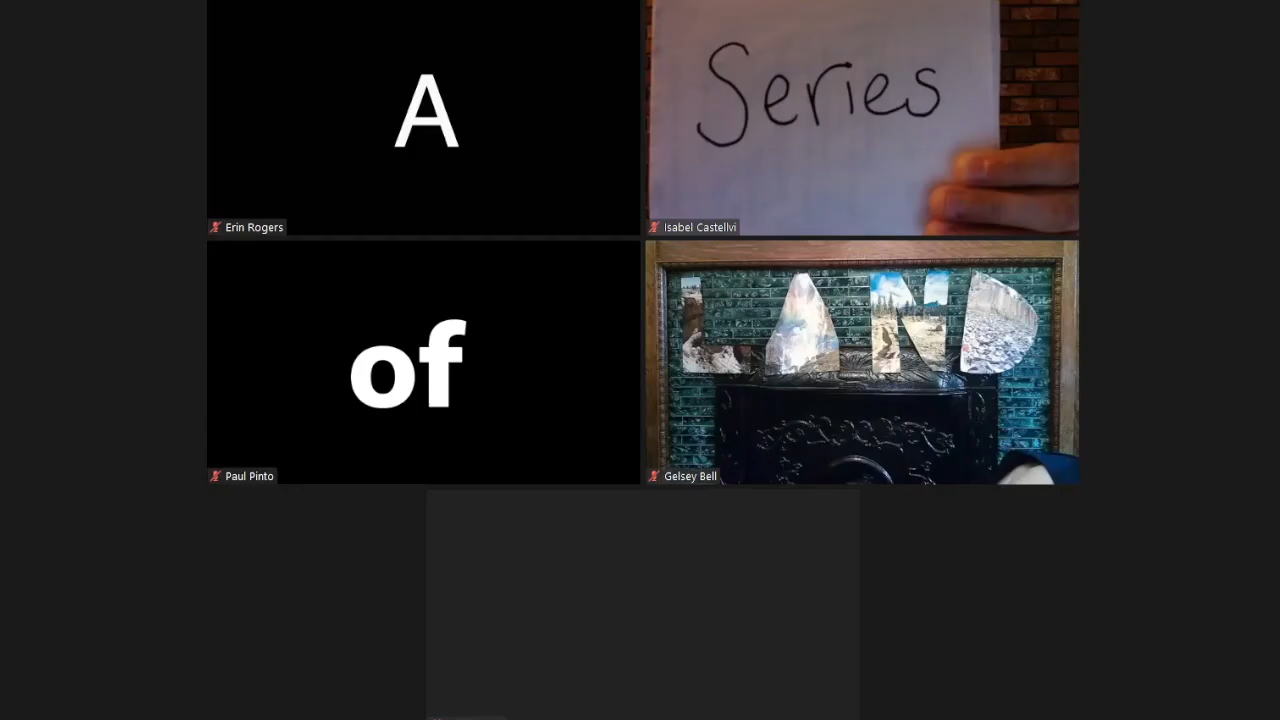 A
Series
Erin Rogers
Isabel Castellvi
of
LAND
Paul Pinto
Gelsey Bell